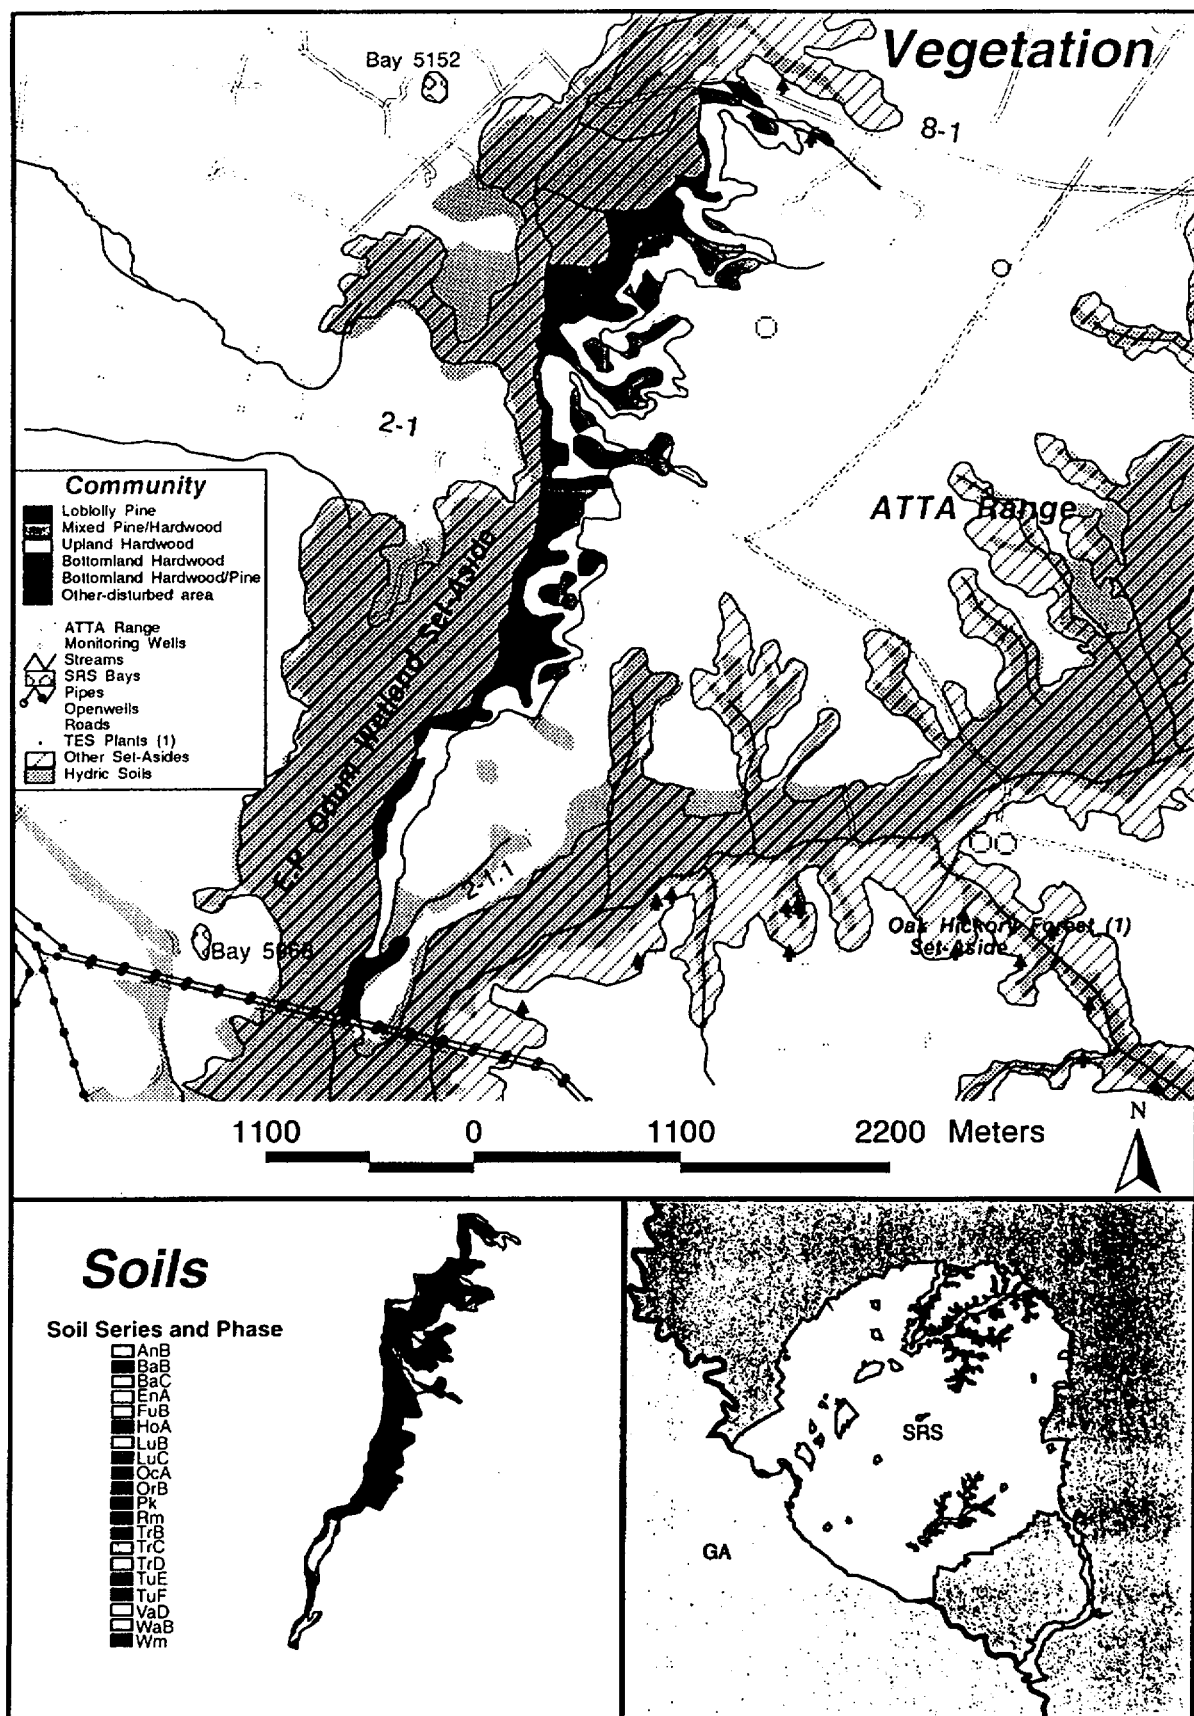 Vegetation
Bay 5152
8-1
2-1
ATTA Range
E.P. Odum Wetland Set-Aside
Community
Loblolly Pine
Mixed Pine/Hardwood
Upland Hardwood
Bottomland Hardwood
Bottomland Hardwood/Pine
Other-disturbed area
ATTA Range
Monitoring Wells
Streams
SRS Bays
Pipes
Openwells
Roads
TES Plants (1)
Other Set-Asides
Hydric Soils
2-1.1
Oak Hickory Forest (1)
Set-Aside
Bay
1100 0 1100 2200 Meters
N
Soils
Soil Series and Phase
AnB
BaB
BaC
EnA
FuB
HoA
LuB
LuC
OcA
OrB
Pk
Rm
TrB
TrC
TrD
TuE
TuF
VaD
WaB
Wm
SRS
GA